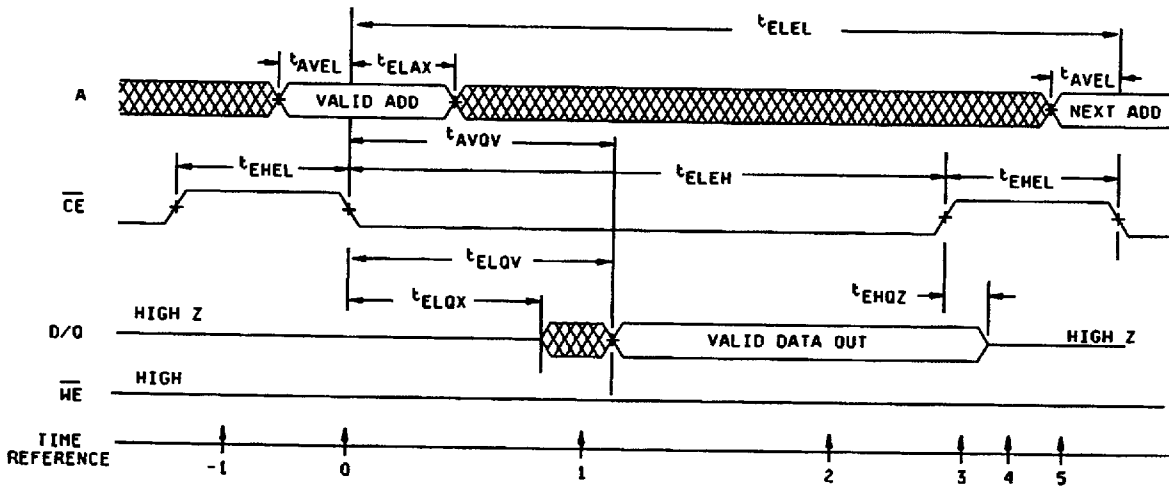 tELEL
tAVEL tELAX tAVEL
A VALID ADD NEXT ADD
tAVQV
tEHEL tELEH tEHEL
CE
tELQV
tELQX tEHQZ
D/Q HIGH Z VALID DATA OUT HIGH Z
WE HIGH
TIME
REFERENCE
-1 0 1 2 3 4 5